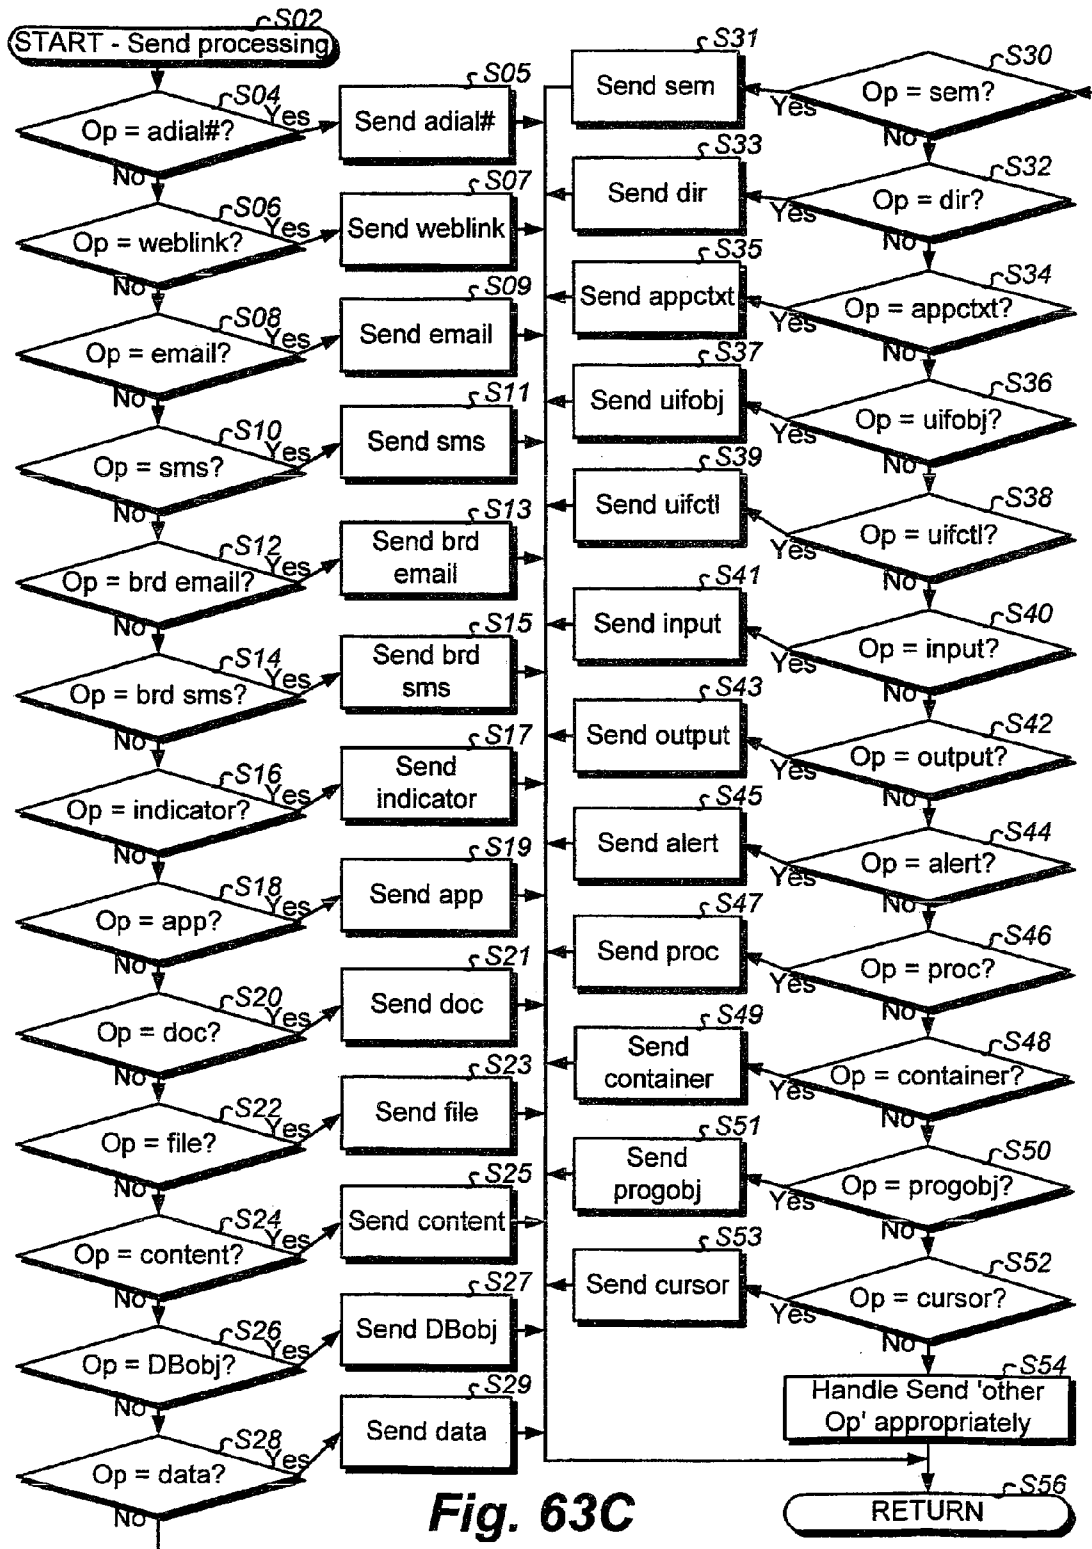 S02
START - Send processing
S04
Op = adial#?
Yes
No
S05
Send adial#
S06
Op = weblink?
Yes
No
S07
Send weblink
S08
Op = email?
Yes
No
S09
Send email
S10
Op = sms?
Yes
No
S11
Send sms
S12
Op = brd email?
Yes
No
S13
Send brd
email
S14
Op = brd sms?
Yes
No
S15
Send brd
sms
S16
Op = indicator?
Yes
No
S17
Send
indicator
S18
Op = app?
Yes
No
S19
Send app
S20
Op = doc?
Yes
No
S21
Send doc
S22
Op = file?
Yes
No
S23
Send file
S24
Op = content?
Yes
No
S25
Send content
S26
Op = DBobj?
Yes
No
S27
Send DBobj
S28
Op = data?
Yes
No
S29
Send data
S30
Op = sem?
Yes
No
S31
Send sem
S32
Op = dir?
Yes
No
S33
Send dir
S34
Op = appctxt?
Yes
No
S35
Send appctxt
S36
Op = uifobj?
Yes
No
S37
Send uifobj
S38
Op = uifctl?
Yes
No
S39
Send uifctl
S40
Op = input?
Yes
No
S41
Send input
S42
Op = output?
Yes
No
S43
Send output
S44
Op = alert?
Yes
No
S45
Send alert
S46
Op = proc?
Yes
No
S47
Send proc
S48
Op = container?
Yes
No
S49
Send
container
S50
Op = progobj?
Yes
No
S51
Send
progobj
S52
Op = cursor?
Yes
No
S53
Send cursor
S54
Handle Send 'other
Op' appropriately
S56
RETURN
Fig. 63C